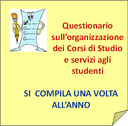 Questionario
sull'organizzazione
dei Corsi di Studio
e servizi agli
studenti
SI COMPILA UNA VOLTA
ALL'ANNO